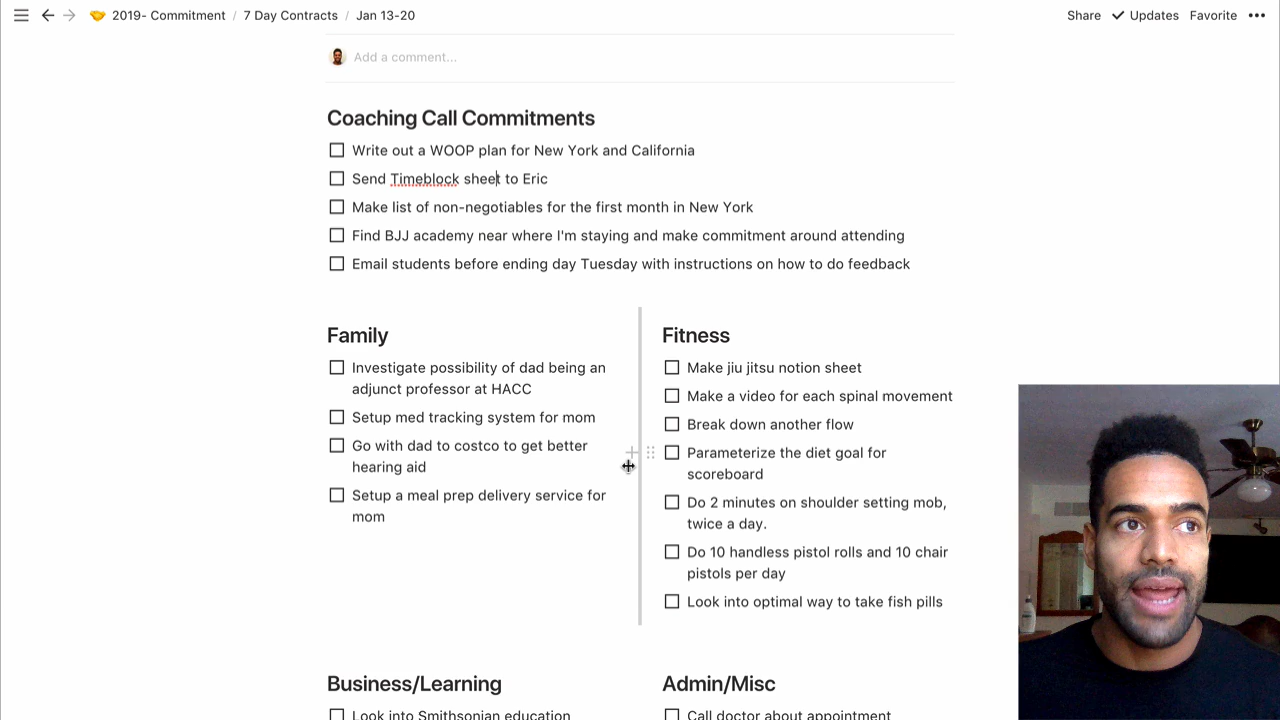 2019- Commitment / 7 Day Contracts / Jan 13-20
Share Updates Favorite
Add a comment...
Coaching Call Commitments
Write out a WOOP plan for New York and California
Send Timeblock sheet to Eric
Make list of non-negotiables for the first month in New York
Find BJJ academy near where I'm staying and make commitment around attending
Email students before ending day Tuesday with instructions on how to do feedback
Family
Investigate possibility of dad being an
adjunct professor at HACC
Setup med tracking system for mom
Go with dad to costco to get better
hearing aid
Setup a meal prep delivery service for
mom
Fitness
Make jiu jitsu notion sheet
Make a video for each spinal movement
Break down another flow
Parameterize the diet goal for
scoreboard
Do 2 minutes on shoulder setting mob,
twice a day.
Do 10 handless pistol rolls and 10 chair
pistols per day
Look into optimal way to take fish pills
Business/Learning
Look into Smithsonian education
Admin/Misc
Call doctor about appointment